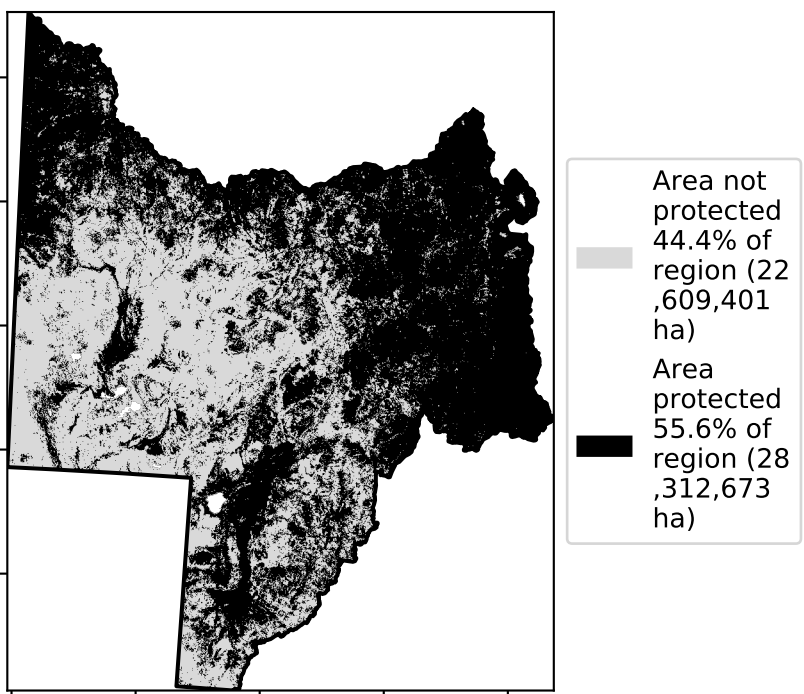 Area not
protected
44.4% of
region (22
,609,401
ha)
Area
protected
55.6% of
region (28
,312,673
ha)